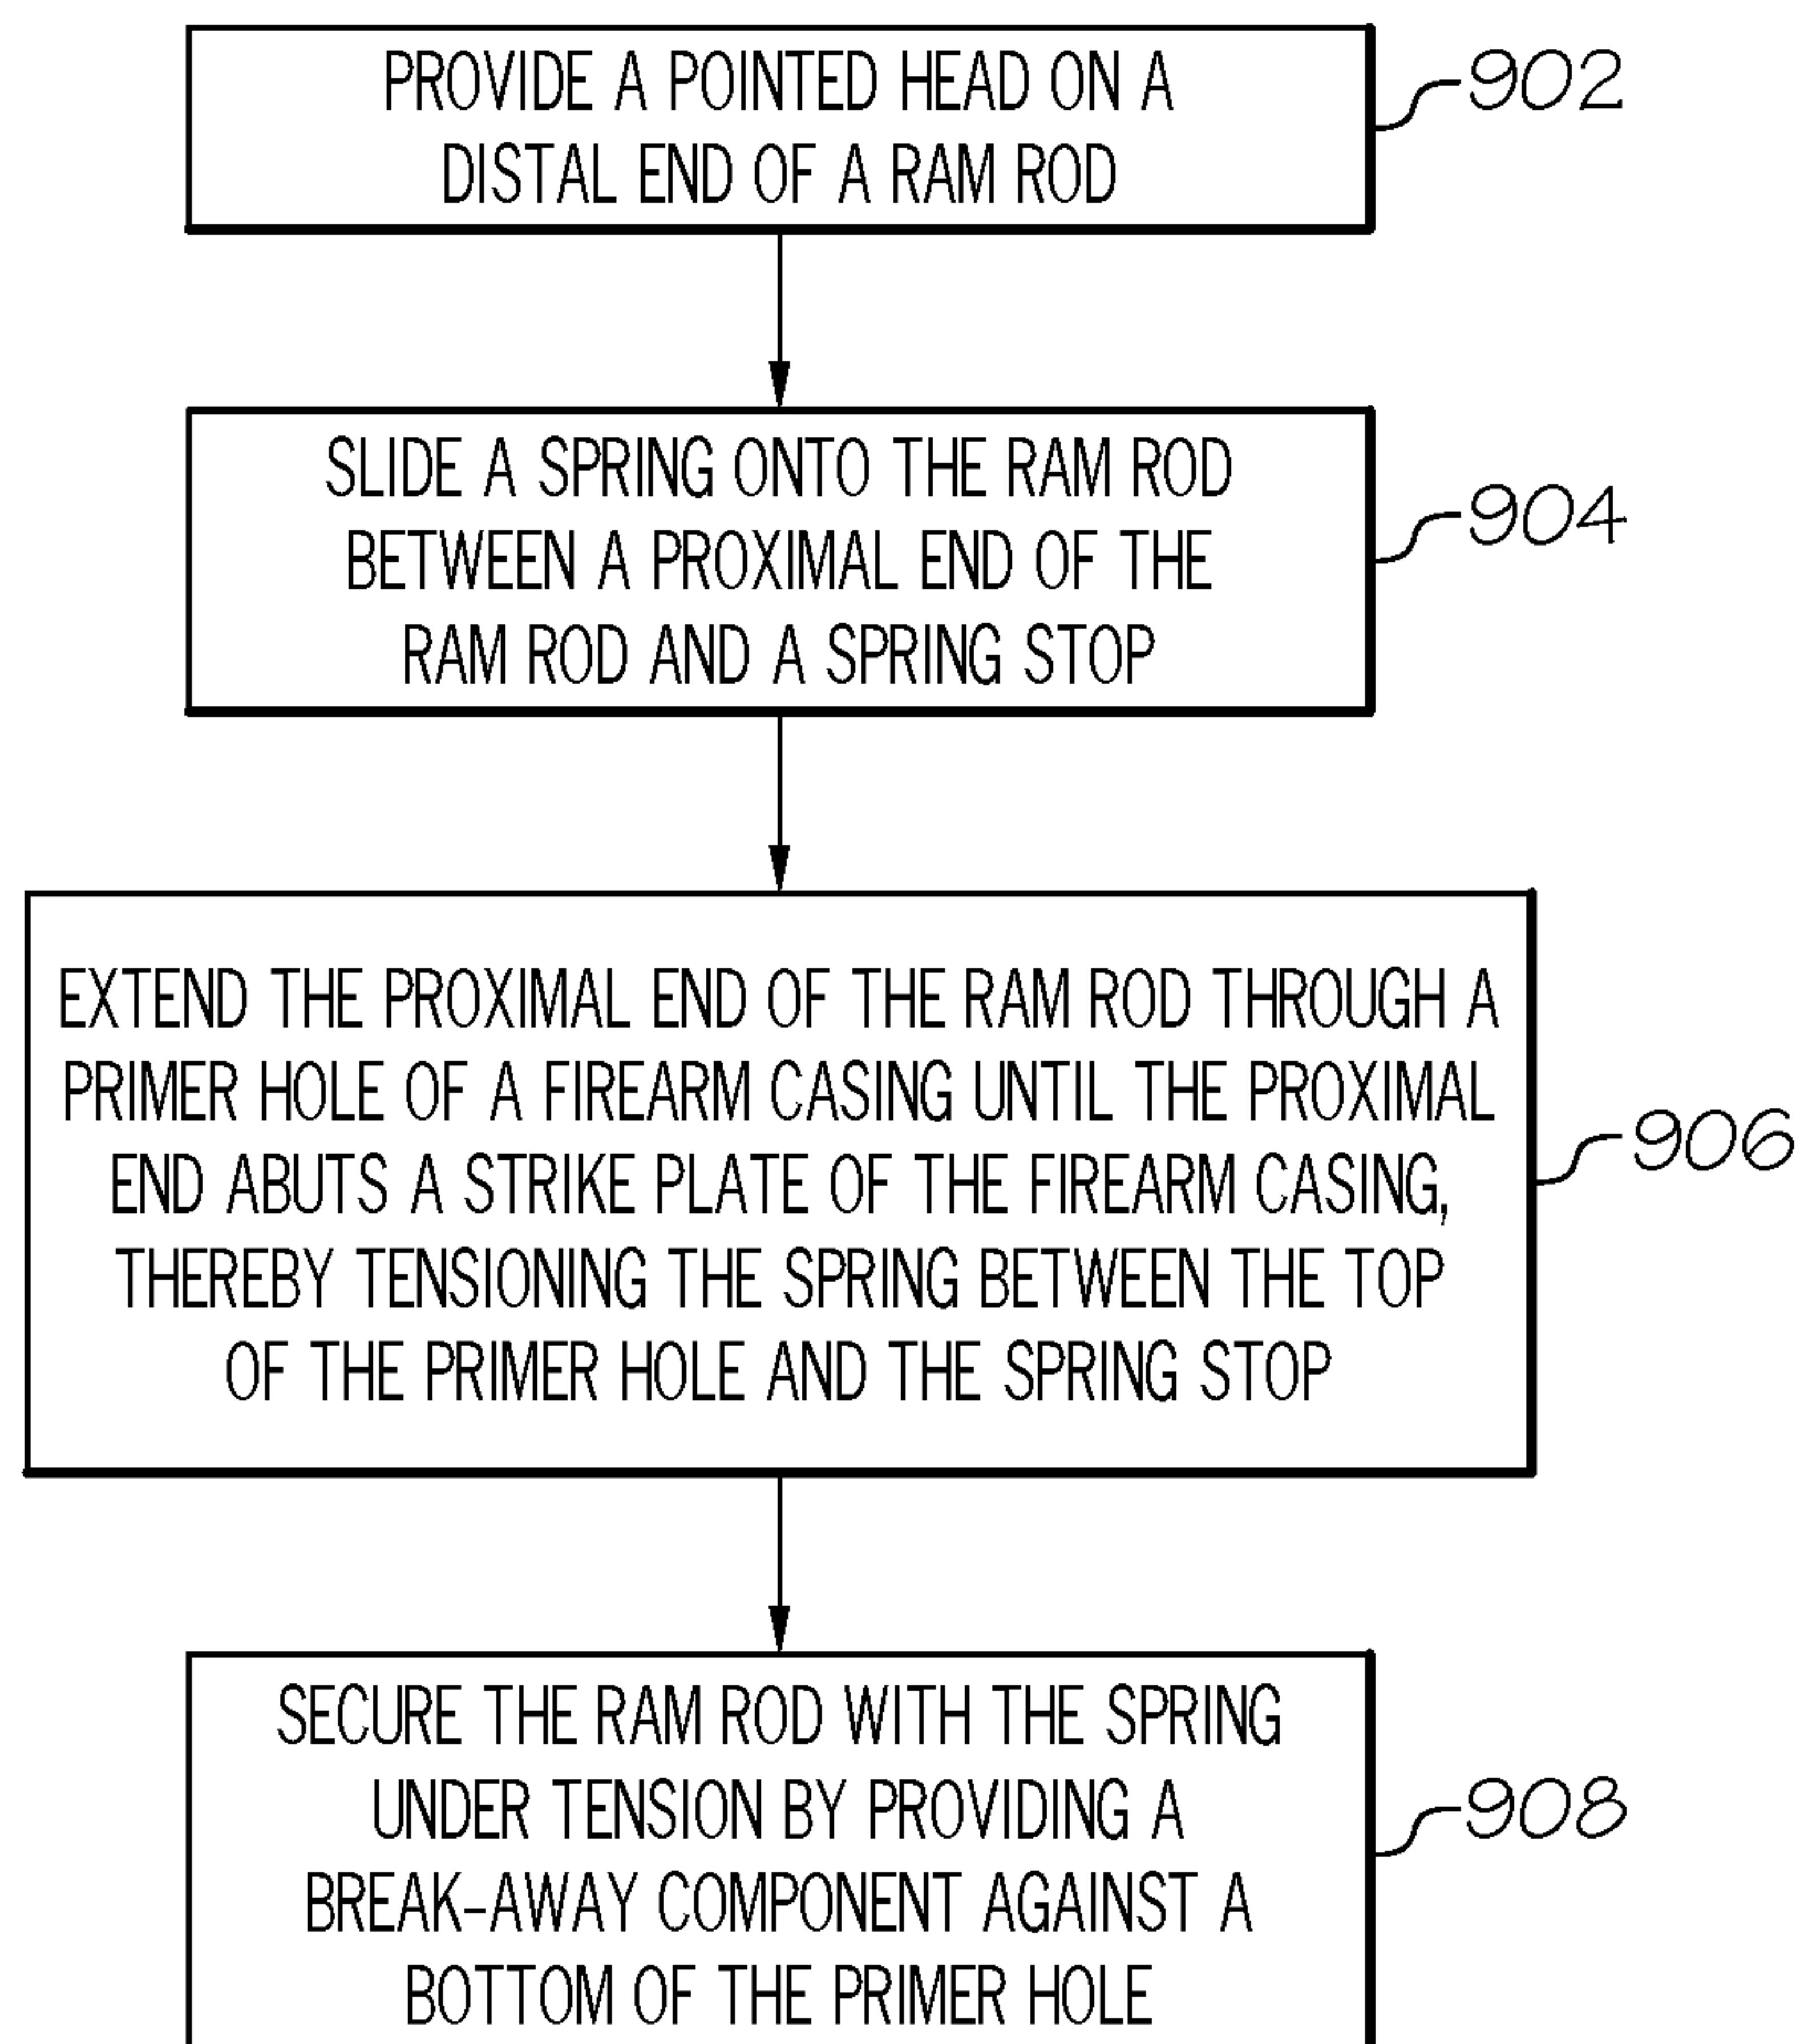 PROVIDE A POINTED HEAD ON A
DISTAL END OF A RAM ROD
902
SLIDE A SPRING ONTO THE RAM ROD
BETWEEN A PROXIMAL END OF THE
RAM ROD AND A SPRING STOP
904
EXTEND THE PROXIMAL END OF THE RAM ROD THROUGH A
PRIMER HOLE OF A FIREARM CASING UNTIL THE PROXIMAL
END ABUTS A STRIKE PLATE OF THE FIREARM CASING,
THEREBY TENSIONING THE SPRING BETWEEN THE TOP
OF THE PRIMER HOLE AND THE SPRING STOP
906
SECURE THE RAM ROD WITH THE SPRING
UNDER TENSION BY PROVIDING A
BREAK-AWAY COMPONENT AGAINST A
BOTTOM OF THE PRIMER HOLE
908